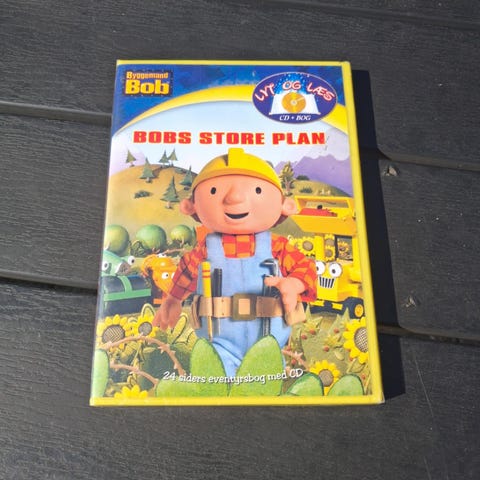 Byggemand
Bob
LYT OG LÆS
CD + BOG
BOBS STORE PLAN
24 siders eventyrsbog med CD